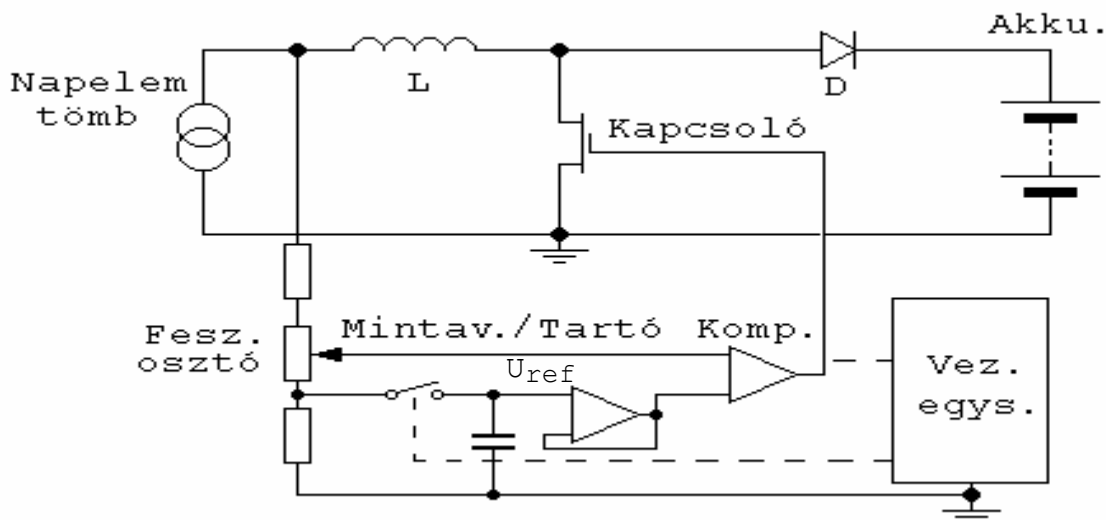 Akku.
Napelem
tömb
L
D
Kapcsoló
Fesz.
osztó
Mintav./Tartó
Komp.
Uref
Vez.
egys.